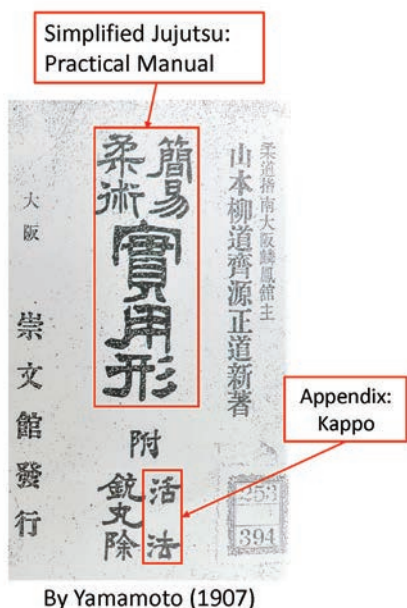 Simplified Jujutsu:
Practical Manual
柔道指南大阪麟鳳館主
山本柳道齊源正道新著
簡易
柔術
實用形
附
活法
銃丸除
大阪
崇文館發行
Appendix:
Kappo
253
394
By Yamamoto (1907)